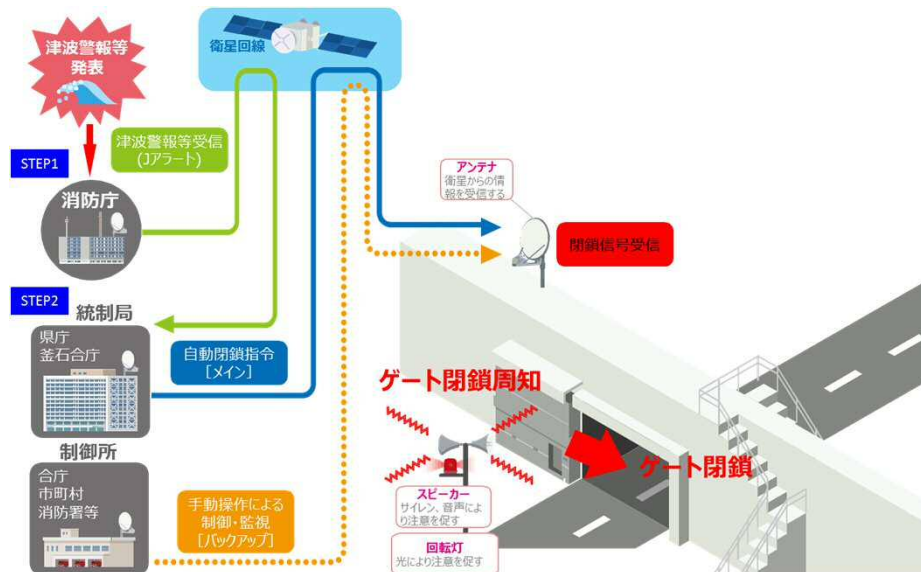 津波警報等
発表
衛星回線
津波警報等受信
(Jアラート)
STEP1
消防庁
アンテナ
衛星からの情
報を受信する
閉鎖信号受信
STEP2
統制局
県庁
釜石合庁
自動閉鎖指令
[メイン]
ゲート閉鎖周知
ゲート閉鎖
制御所
合庁
市町村
消防署等
手動操作による
制御・監視
[バックアップ]
スピーカー
サイレン、音声によ
り注意を促す
回転灯
光により注意を促す